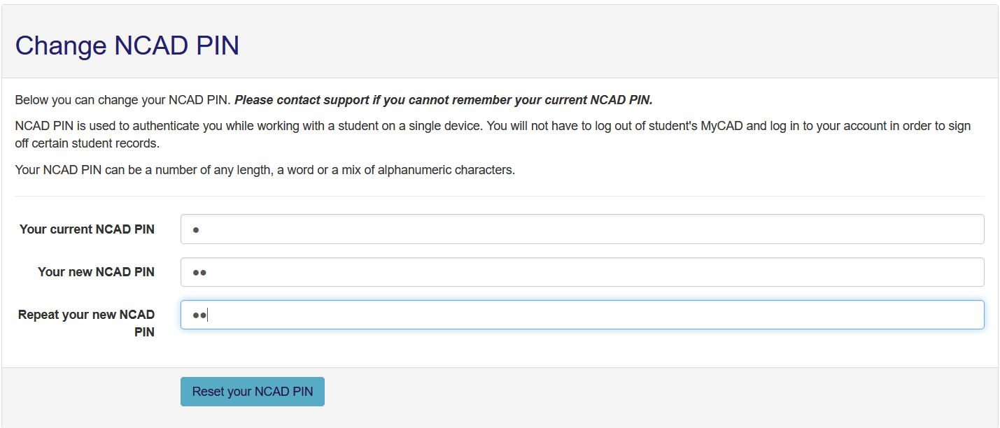 Change NCAD PIN
Below you can change your NCAD PIN. Please contact support if you cannot remember your current NCAD PIN.
NCAD PIN is used to authenticate you while working with a student on a single device. You will not have to log out of student's MyCAD and log in to your account in order to sign
off certain student records.
Your NCAD PIN can be a number of any length, a word or a mix of alphanumeric characters.
Your current NCAD PIN
Your new NCAD PIN
Repeat your new NCAD
PIN
Reset your NCAD PIN